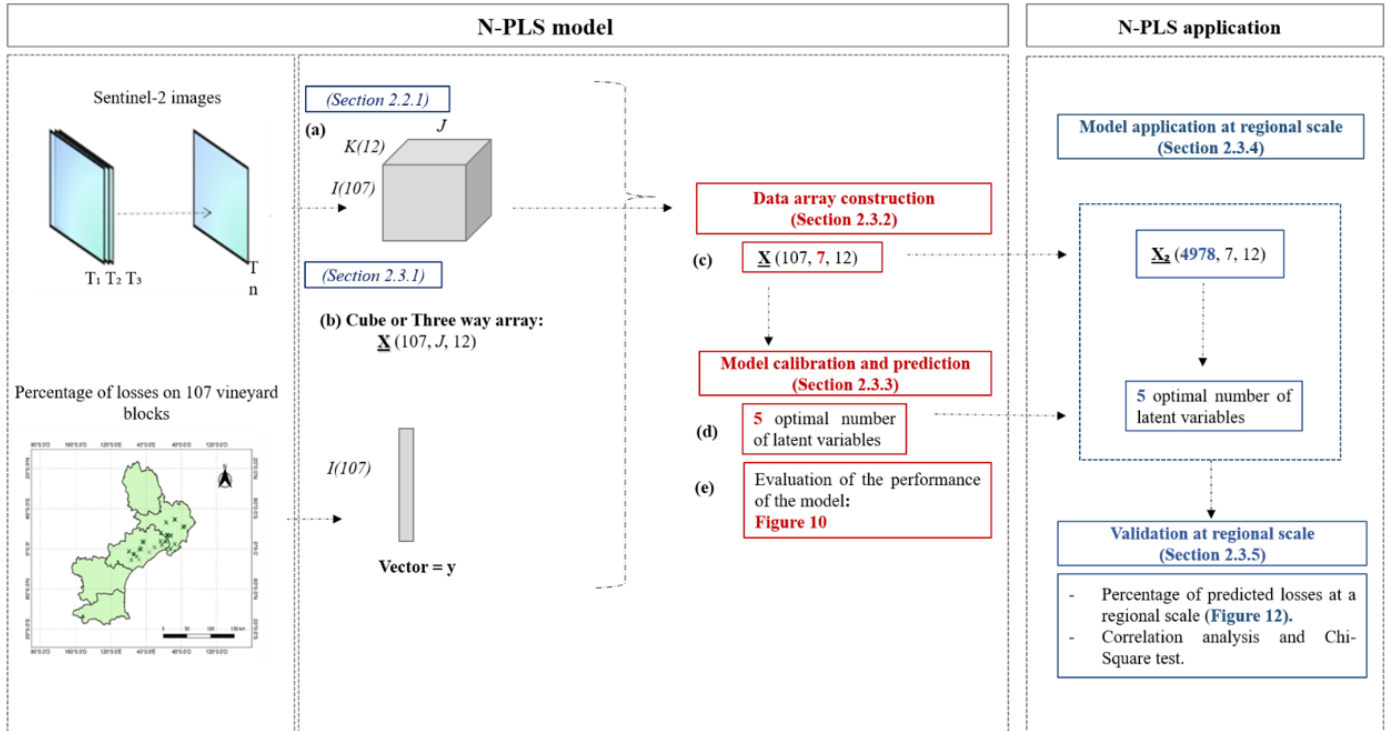 N-PLS model
N-PLS application
Sentinel-2 images
T₁ T₂ T₃
T
n
Percentage of losses on 107 vineyard
blocks
(Section 2.2.1)
(a)
J
K(12)
I(107)
(Section 2.3.1)
(b) Cube or Three way array:
X (107, J, 12)
I(107)
Vector = y
Data array construction
(Section 2.3.2)
(c)
X (107, 7, 12)
Model calibration and prediction
(Section 2.3.3)
(d)
5 optimal number
of latent variables
(e)
Evaluation of the performance
of the model:
Figure 10
Model application at regional scale
(Section 2.3.4)
X₂ (4978, 7, 12)
5 optimal number of
latent variables
Validation at regional scale
(Section 2.3.5)
- Percentage of predicted losses at a
regional scale (Figure 12).
- Correlation analysis and Chi-
Square test.